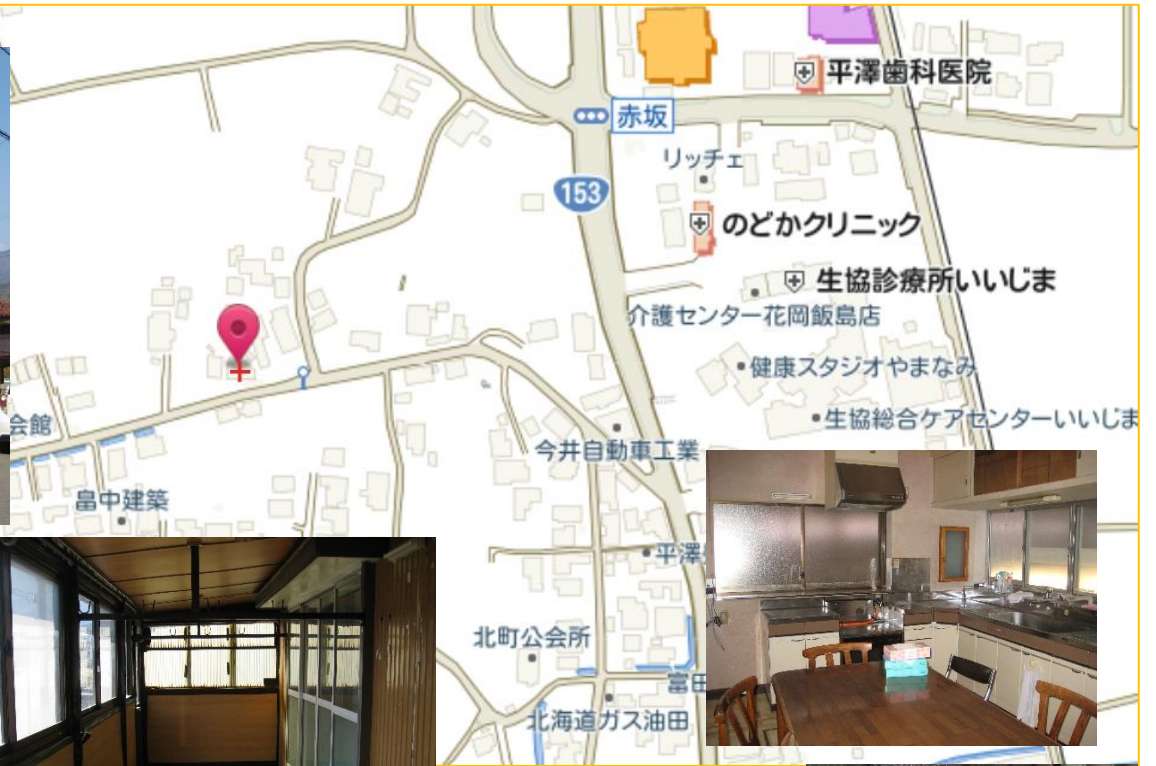 平澤歯科医院
赤坂
リッチェ
153
のどかクリニック
生協診療所いいじま
介護センター花岡飯島店
健康スタジオやまなみ
生協総合ケアセンターいいじま
会館
今井自動車工業
畠中建築
平澤
北町公会所
富田
北海道ガス油田